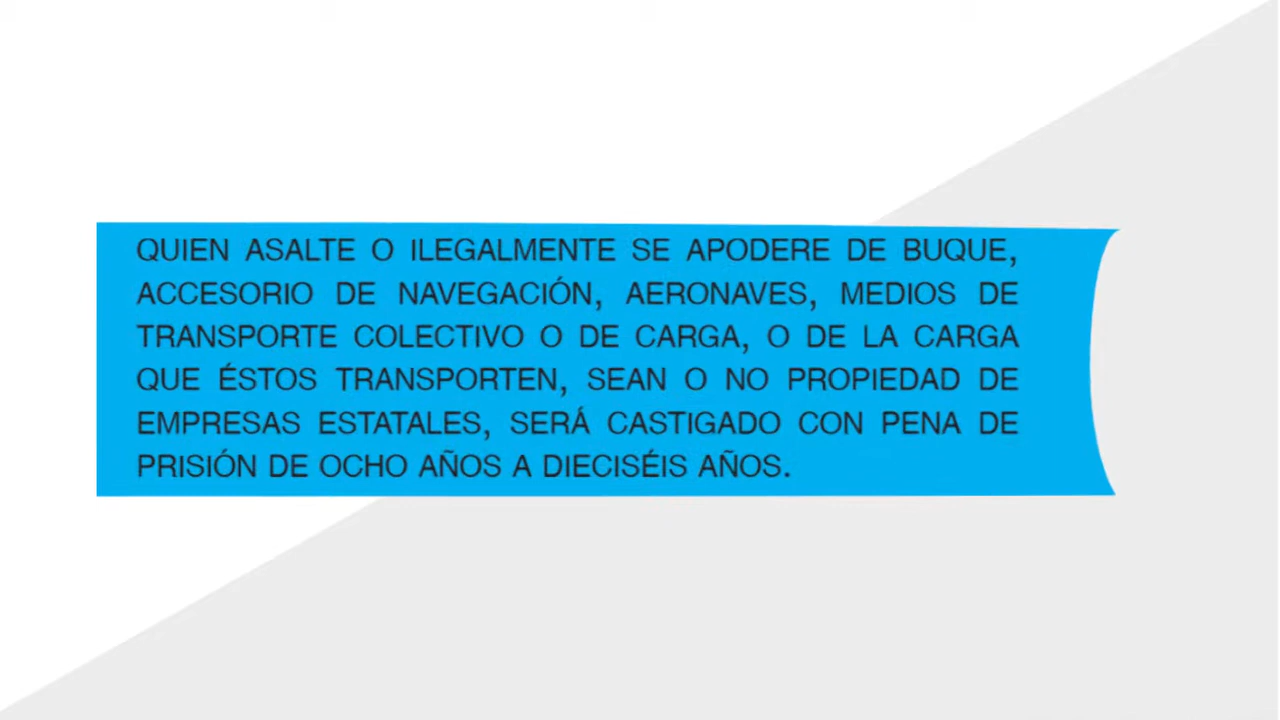 QUIEN ASALTE O ILEGALMENTE SE APODERE DE BUQUE,
ACCESORIO DE NAVEGACIÓN, AERONAVES, MEDIOS DE
TRANSPORTE COLECTIVO O DE CARGA, O DE LA CARGA
QUE ÉSTOS TRANSPORTEN, SEAN O NO PROPIEDAD DE
EMPRESAS ESTATALES, SERÁ CASTIGADO CON PENA DE
PRISIÓN DE OCHO AÑOS A DIECISÉIS AÑOS.